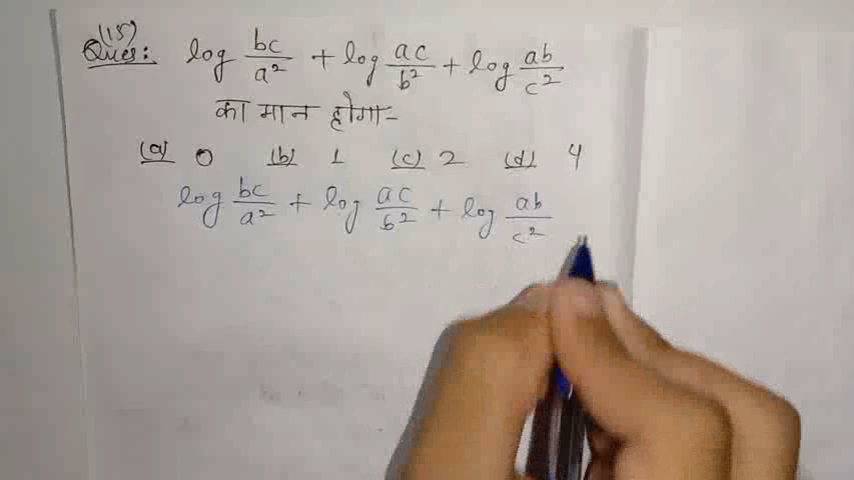 (15)
Ques: log bc/a² + log ac/b² + log ab/c²
का मान होगा-
(a) 0 (b) 1 (c) 2 (d) 4
log bc/a² + log ac/b² + log ab/c²